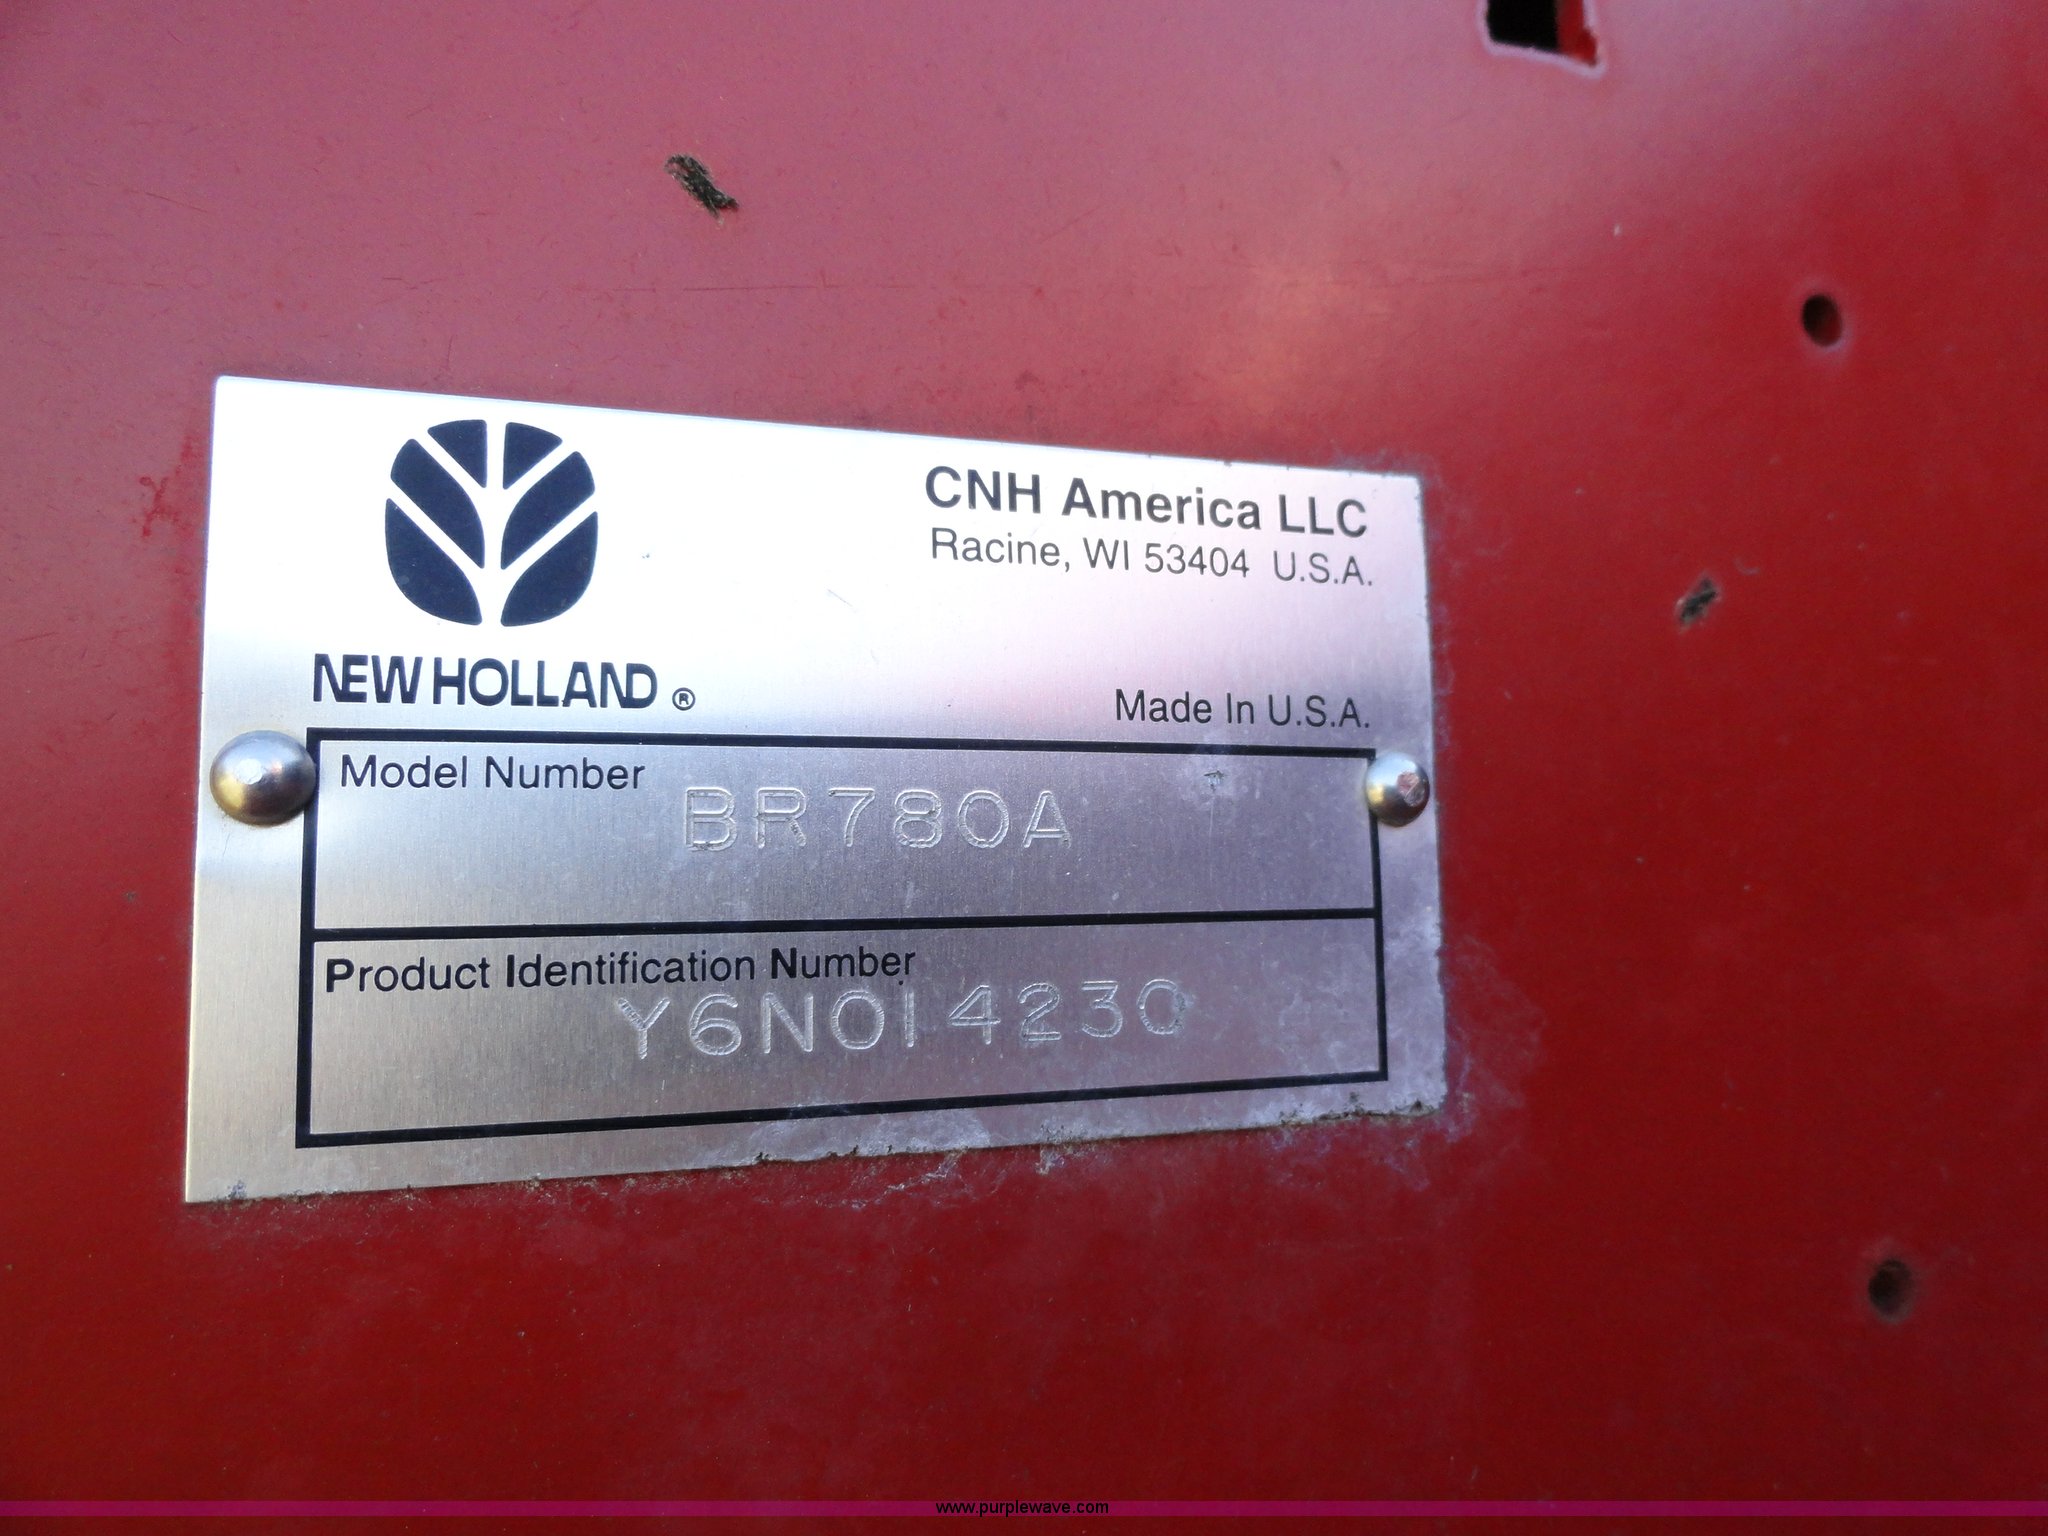 CNH America LLC
Racine, WI 53404 U.S.A.
NEW HOLLAND ®
Made In U.S.A.
Model Number
BR780A
Product Identification Number
Y6N014230
www.purplewave.com